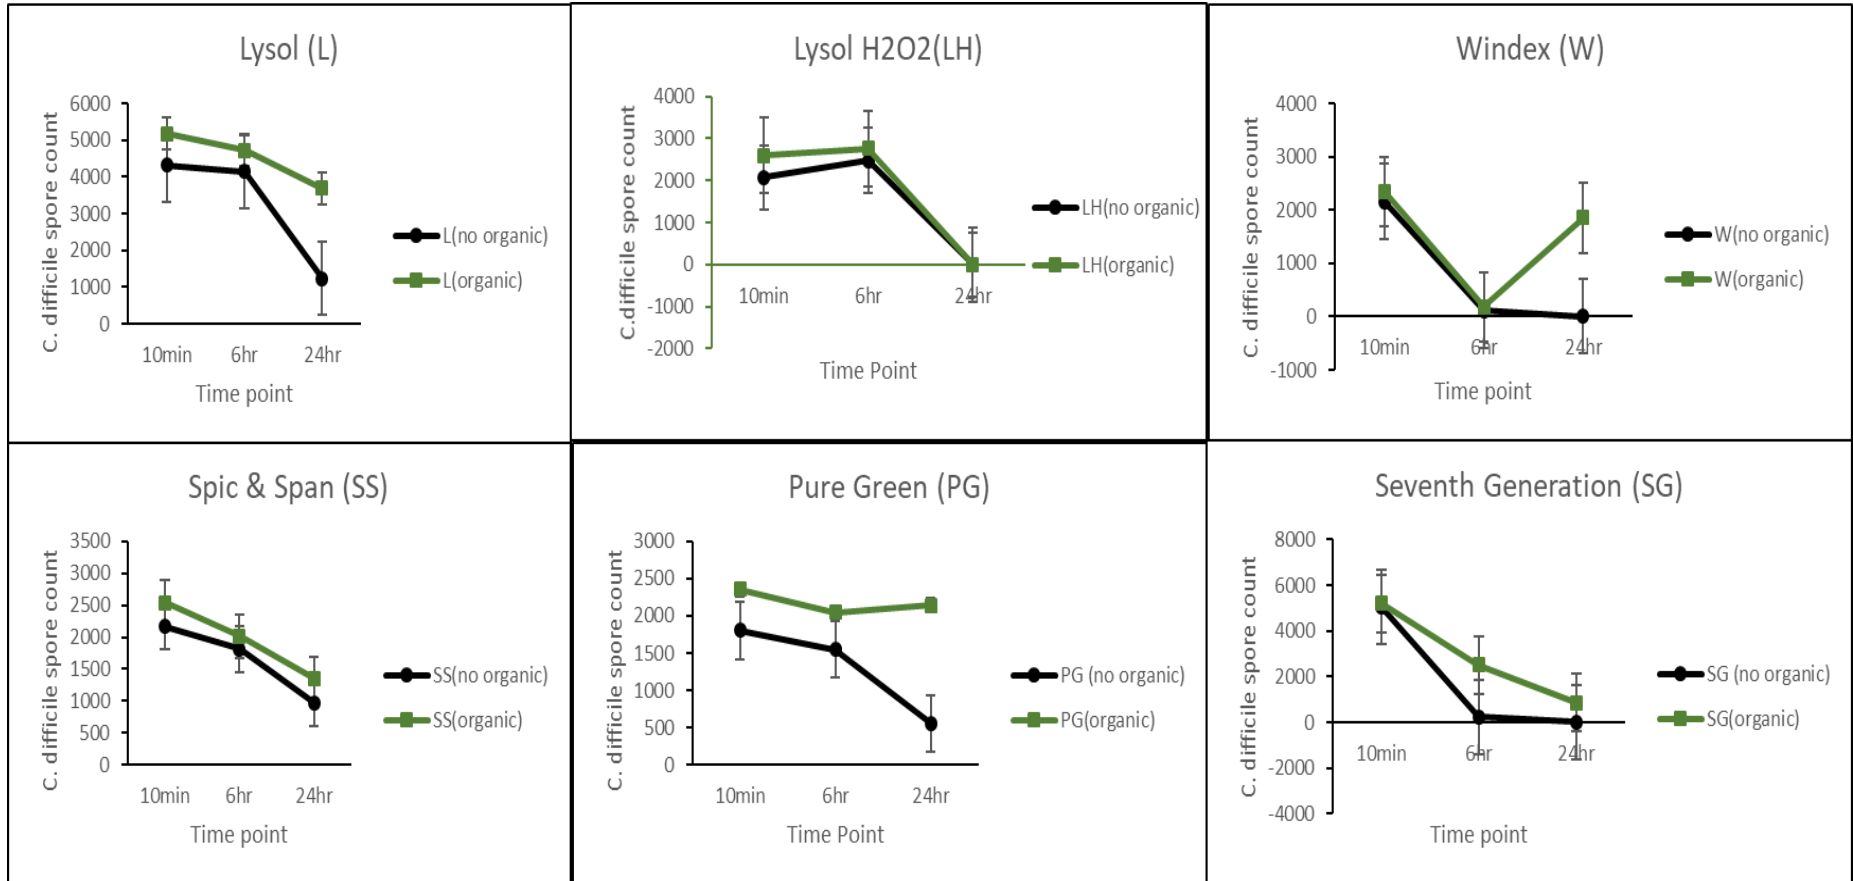 Lysol (L)
C. difficile spore count
6000
5000
4000
3000
2000
1000
0
10min 6hr 24hr
Time point
L(no organic)
L(organic)
Lysol H2O2(LH)
C.difficile spore count
4000
3000
2000
1000
0
-1000
-2000
10min 6hr 24hr
Time Point
LH(no organic)
LH(organic)
Windex (W)
C. difficile spore count
4000
3000
2000
1000
0
-1000
10min 6hr 24hr
Time point
W(no organic)
W(organic)
Spic & Span (SS)
C. difficile spore count
3500
3000
2500
2000
1500
1000
500
0
10min 6hr 24hr
Time point
SS(no organic)
SS(organic)
Pure Green (PG)
C. difficile spore count
3000
2500
2000
1500
1000
500
0
10min 6hr 24hr
Time Point
PG (no organic)
PG(organic)
Seventh Generation (SG)
C. difficile spore count
8000
6000
4000
2000
0
-2000
-4000
10min 6hr 24hr
Time point
SG (no organic)
SG(organic)